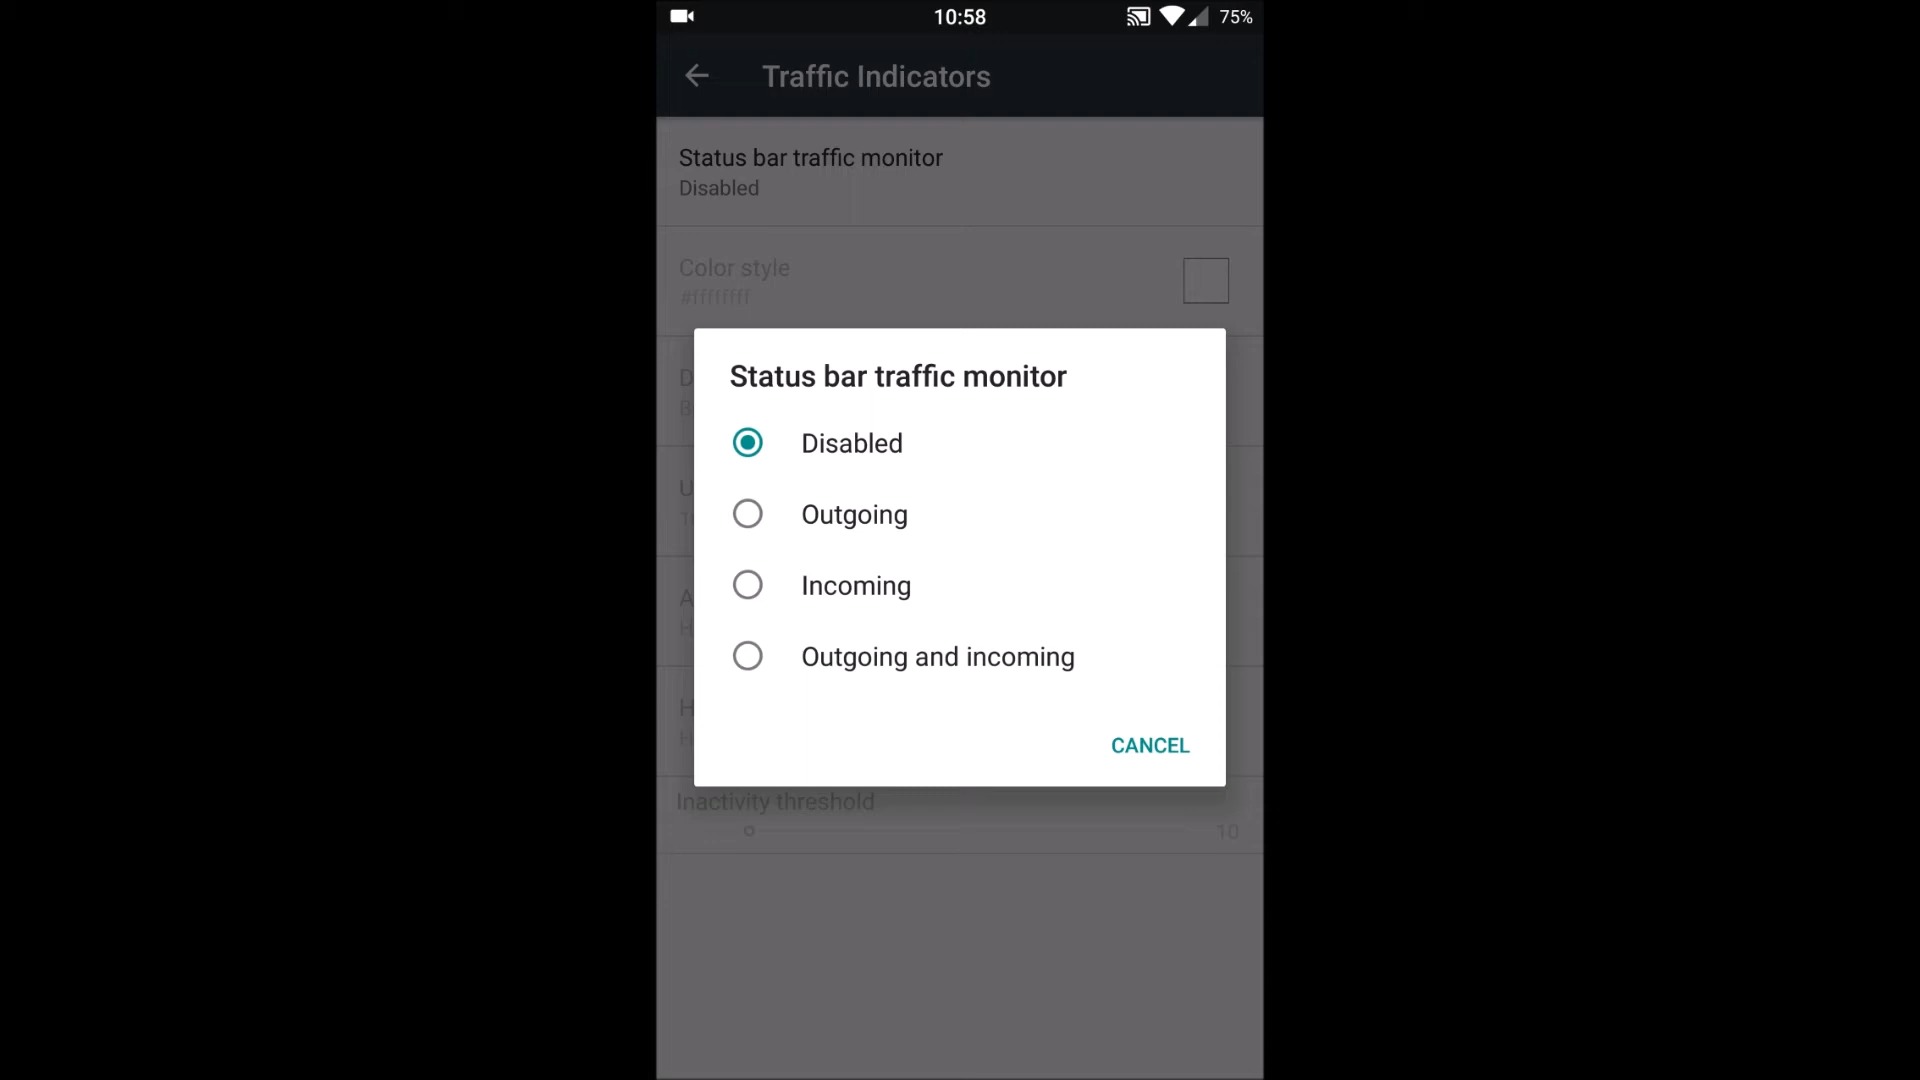 10:58
75%
Traffic Indicators
Status bar traffic monitor
Disabled
Color style
#ffffffff
Status bar traffic monitor
Disabled
Outgoing
Incoming
Outgoing and incoming
CANCEL
Inactivity threshold
10